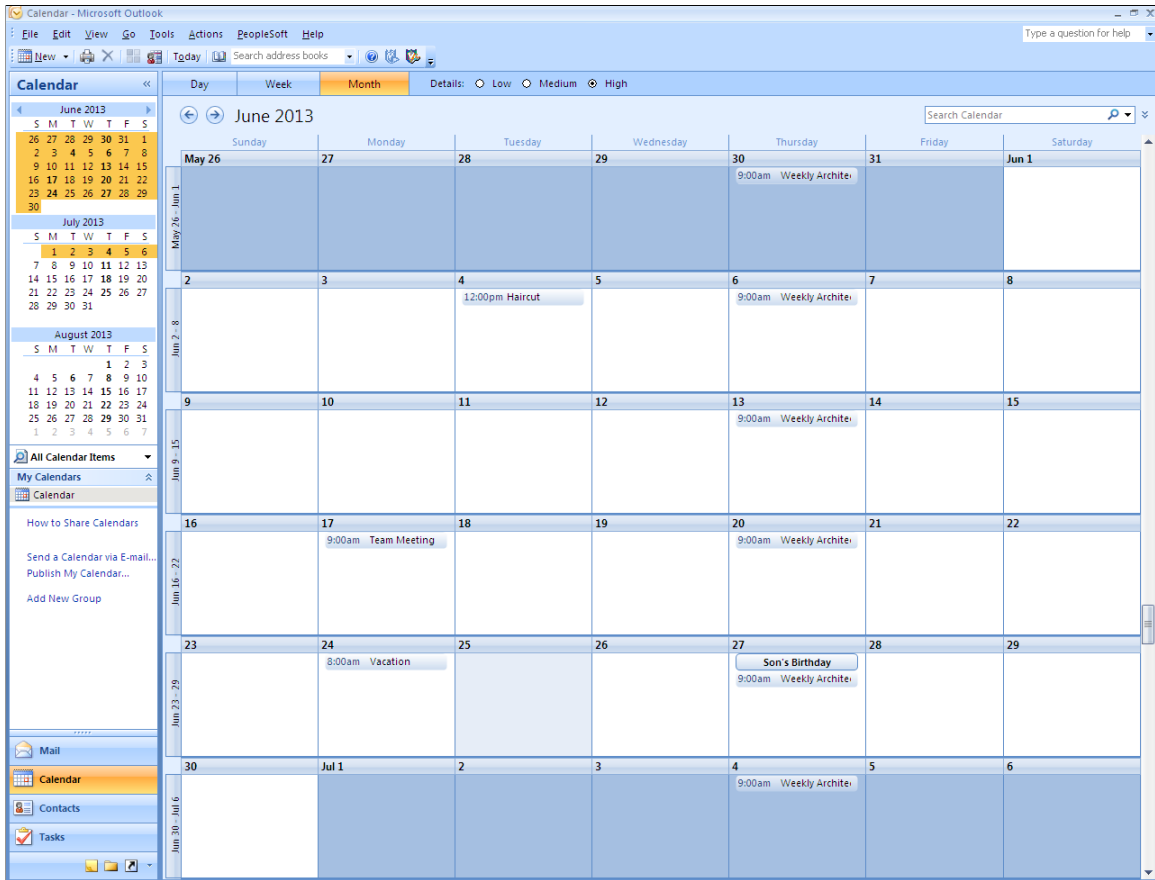 Calendar - Microsoft Outlook
File Edit View Go Tools Actions PeopleSoft Help
Type a question for help
New Today Search address books
Calendar «
Day Week Month Details: Low Medium High
June 2013
S M T W T F S
26 27 28 29 30 31 1
2 3 4 5 6 7 8
9 10 11 12 13 14 15
16 17 18 19 20 21 22
23 24 25 26 27 28 29
30
July 2013
S M T W T F S
1 2 3 4 5 6
7 8 9 10 11 12 13
14 15 16 17 18 19 20
21 22 23 24 25 26 27
28 29 30 31
August 2013
S M T W T F S
1 2 3
4 5 6 7 8 9 10
11 12 13 14 15 16 17
18 19 20 21 22 23 24
25 26 27 28 29 30 31
1 2 3 4 5 6 7
All Calendar Items
My Calendars
Calendar
How to Share Calendars
Send a Calendar via E-mail...
Publish My Calendar...
Add New Group
Mail
Calendar
Contacts
Tasks
June 2013
Search Calendar
Sunday Monday Tuesday Wednesday Thursday Friday Saturday
May 26 - Jun 1
May 26 27 28 29 30 31 Jun 1
9:00am Weekly Archite
Jun 2 - 8
2 3 4 5 6 7 8
12:00pm Haircut 9:00am Weekly Archite
Jun 9 - 15
9 10 11 12 13 14 15
9:00am Weekly Archite
Jun 16 - 22
16 17 18 19 20 21 22
9:00am Team Meeting 9:00am Weekly Archite
Jun 23 - 29
23 24 25 26 27 28 29
8:00am Vacation Son's Birthday
9:00am Weekly Archite
Jun 30 - Jul 6
30 Jul 1 2 3 4 5 6
9:00am Weekly Archite